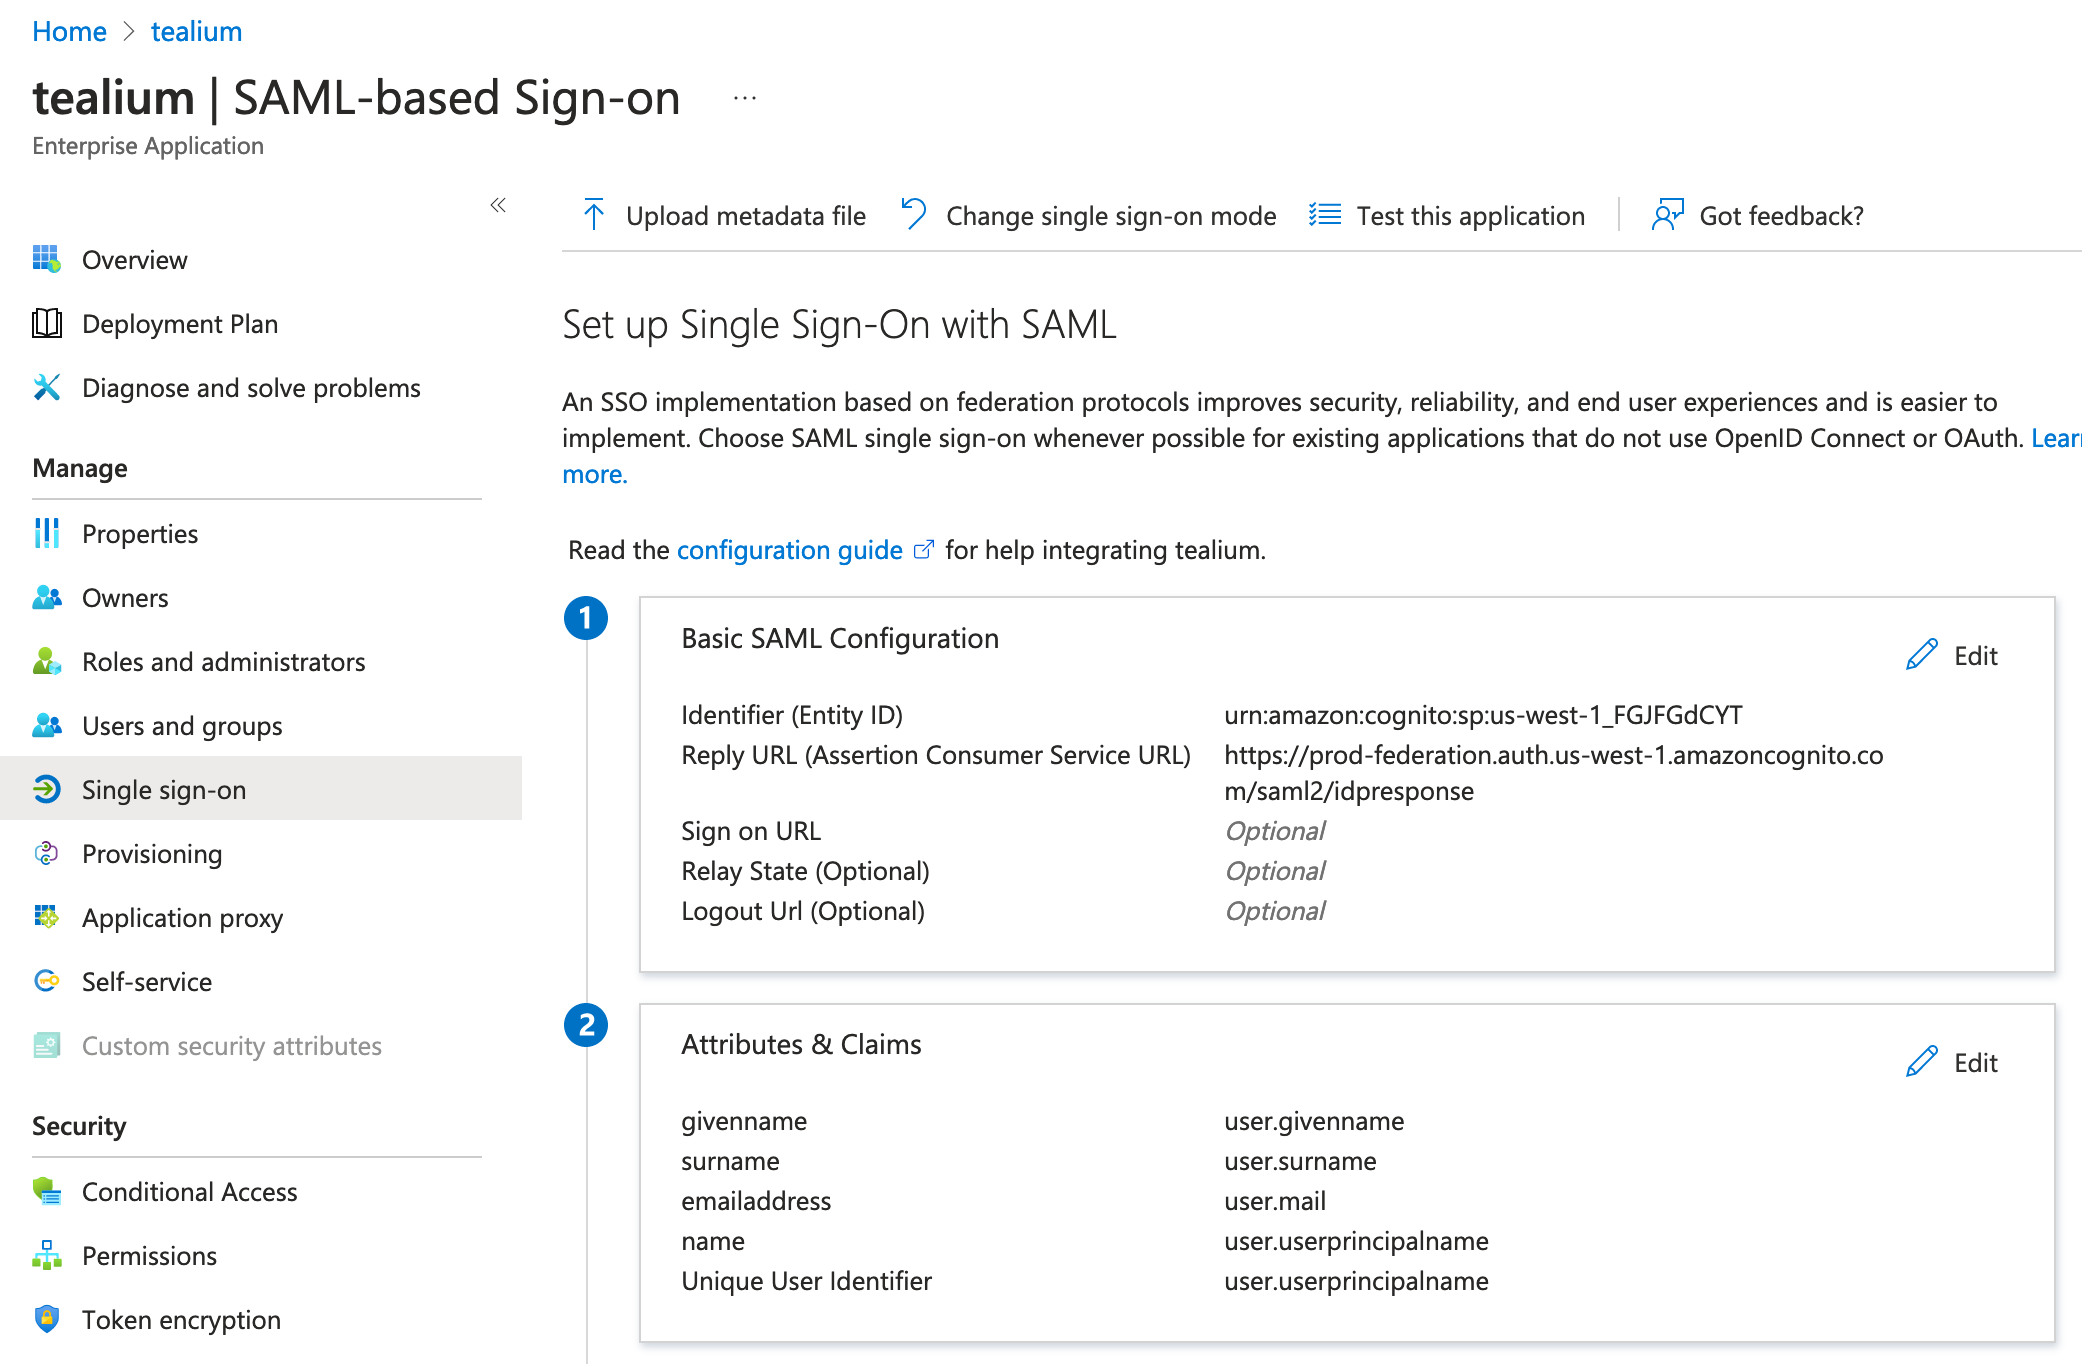 Home > tealium
tealium | SAML-based Sign-on ...
Enterprise Application
«
Overview
Deployment Plan
Diagnose and solve problems
Manage
Properties
Owners
Roles and administrators
Users and groups
Single sign-on
Provisioning
Application proxy
Self-service
Custom security attributes
Security
Conditional Access
Permissions
Token encryption
Upload metadata file Change single sign-on mode Test this application | Got feedback?
Set up Single Sign-On with SAML
An SSO implementation based on federation protocols improves security, reliability, and end user experiences and is easier to
implement. Choose SAML single sign-on whenever possible for existing applications that do not use OpenID Connect or OAuth. Lear
more.
Read the configuration guide for help integrating tealium.
1
Basic SAML Configuration
Edit
Identifier (Entity ID) urn:amazon:cognito:sp:us-west-1_FGJFGdCYT
Reply URL (Assertion Consumer Service URL) https://prod-federation.auth.us-west-1.amazoncognito.co
m/saml2/idpresponse
Sign on URL Optional
Relay State (Optional) Optional
Logout Url (Optional) Optional
2
Attributes & Claims
Edit
givenname user.givenname
surname user.surname
emailaddress user.mail
name user.userprincipalname
Unique User Identifier user.userprincipalname